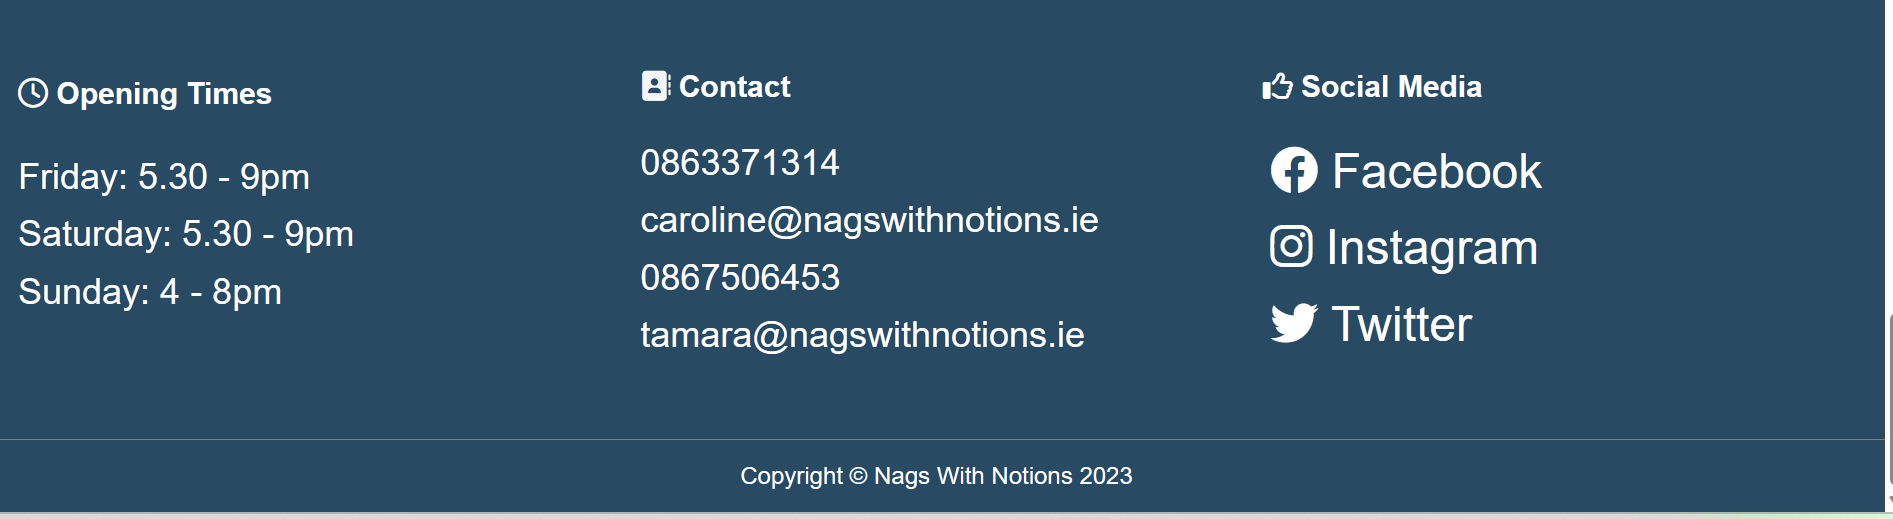 Opening Times
Friday: 5.30 - 9pm
Saturday: 5.30 - 9pm
Sunday: 4 - 8pm
Contact
0863371314
caroline@nagswithnotions.ie
0867506453
tamara@nagswithnotions.ie
Social Media
Facebook
Instagram
Twitter
Copyright © Nags With Notions 2023